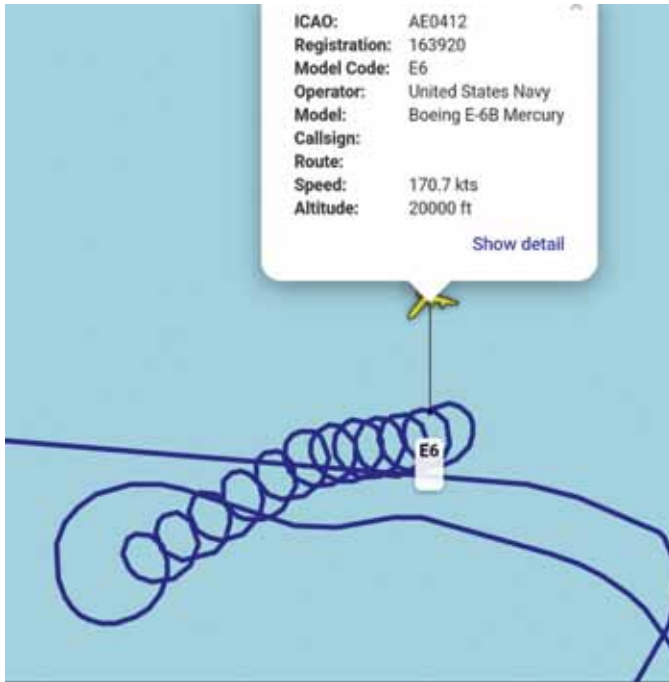 ICAO: AE0412
Registration: 163920
Model Code: E6
Operator: United States Navy
Model: Boeing E-6B Mercury
Callsign:
Route:
Speed: 170.7 kts
Altitude: 20000 ft
Show detail
E6